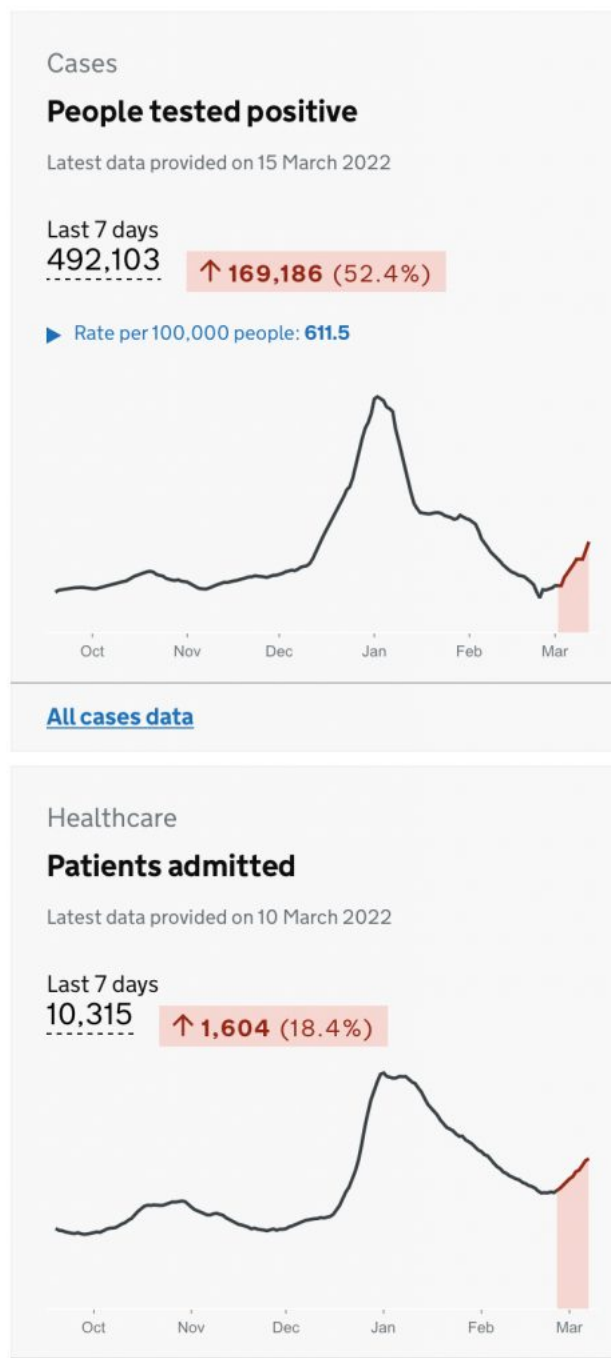 Cases
People tested positive
Latest data provided on 15 March 2022
Last 7 days
492,103 ↑ 169,186 (52.4%)
▶ Rate per 100,000 people: 611.5
Oct Nov Dec Jan Feb Mar
All cases data
Healthcare
Patients admitted
Latest data provided on 10 March 2022
Last 7 days
10,315 ↑ 1,604 (18.4%)
Oct Nov Dec Jan Feb Mar